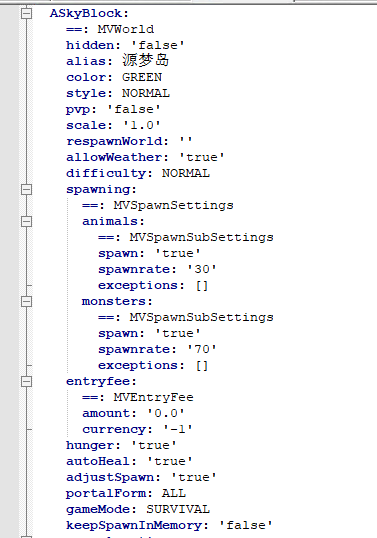 ASkyBlock:
==: MVWorld
hidden: 'false'
alias: 源梦岛
color: GREEN
style: NORMAL
pvp: 'false'
scale: '1.0'
respawnWorld: ''
allowWeather: 'true'
difficulty: NORMAL
spawning:
==: MVSpawnSettings
animals:
==: MVSpawnSubSettings
spawn: 'true'
spawnrate: '30'
exceptions: []
monsters:
==: MVSpawnSubSettings
spawn: 'true'
spawnrate: '70'
exceptions: []
entryfee:
==: MVEntryFee
amount: '0.0'
currency: '-1'
hunger: 'true'
autoHeal: 'true'
adjustSpawn: 'true'
portalForm: ALL
gameMode: SURVIVAL
keepSpawnInMemory: 'false'